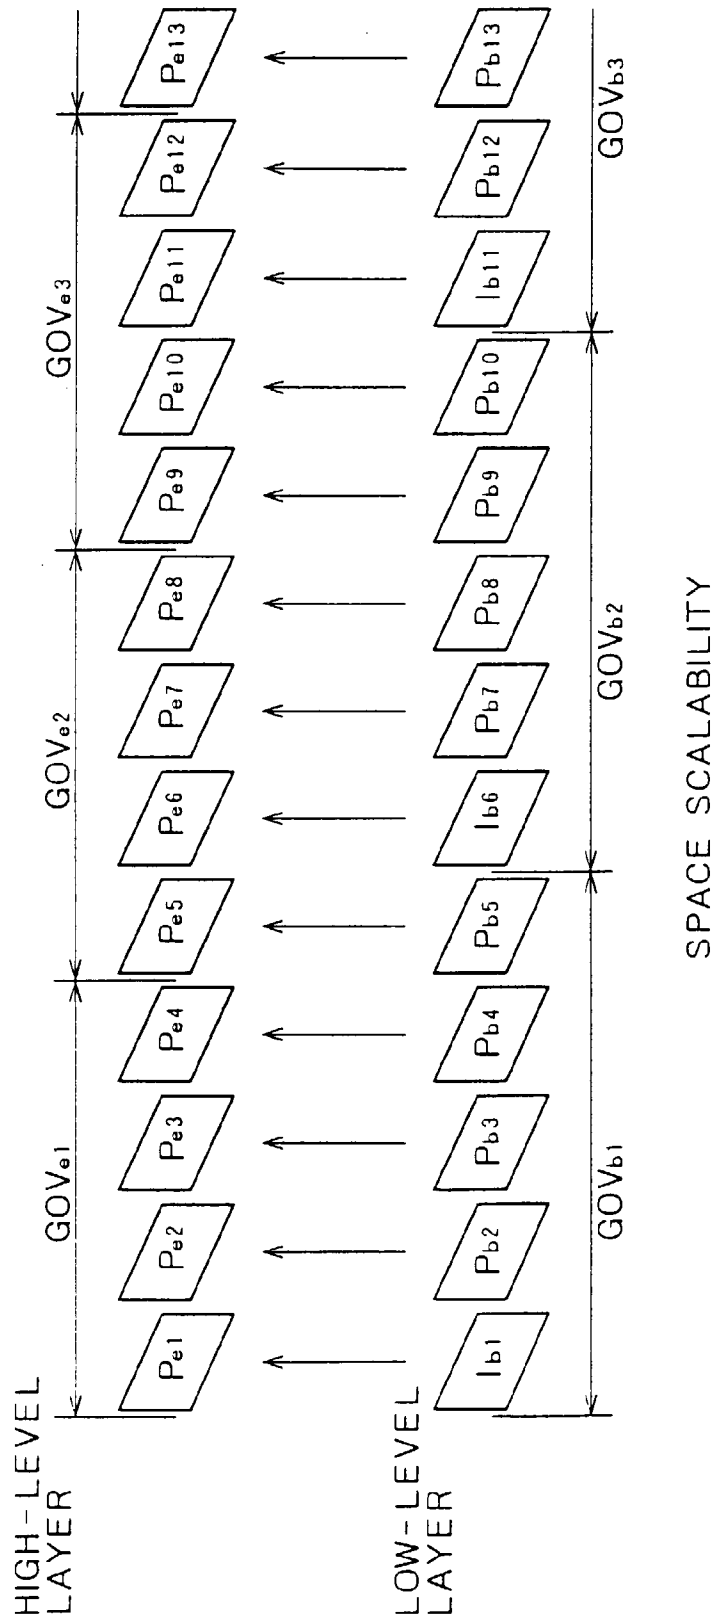 HIGH-LEVEL
LAYER
GOVe1
GOVe2
GOVe3
Pe1
Pe2
Pe3
Pe4
Pe5
Pe6
Pe7
Pe8
Pe9
Pe10
Pe11
Pe12
Pe13
LOW-LEVEL
LAYER
Ib1
Pb2
Pb3
Pb4
Pb5
Ib6
Pb7
Pb8
Pb9
Pb10
Ib11
Pb12
Pb13
GOVb1
GOVb2
GOVb3
SPACE SCALABILITY